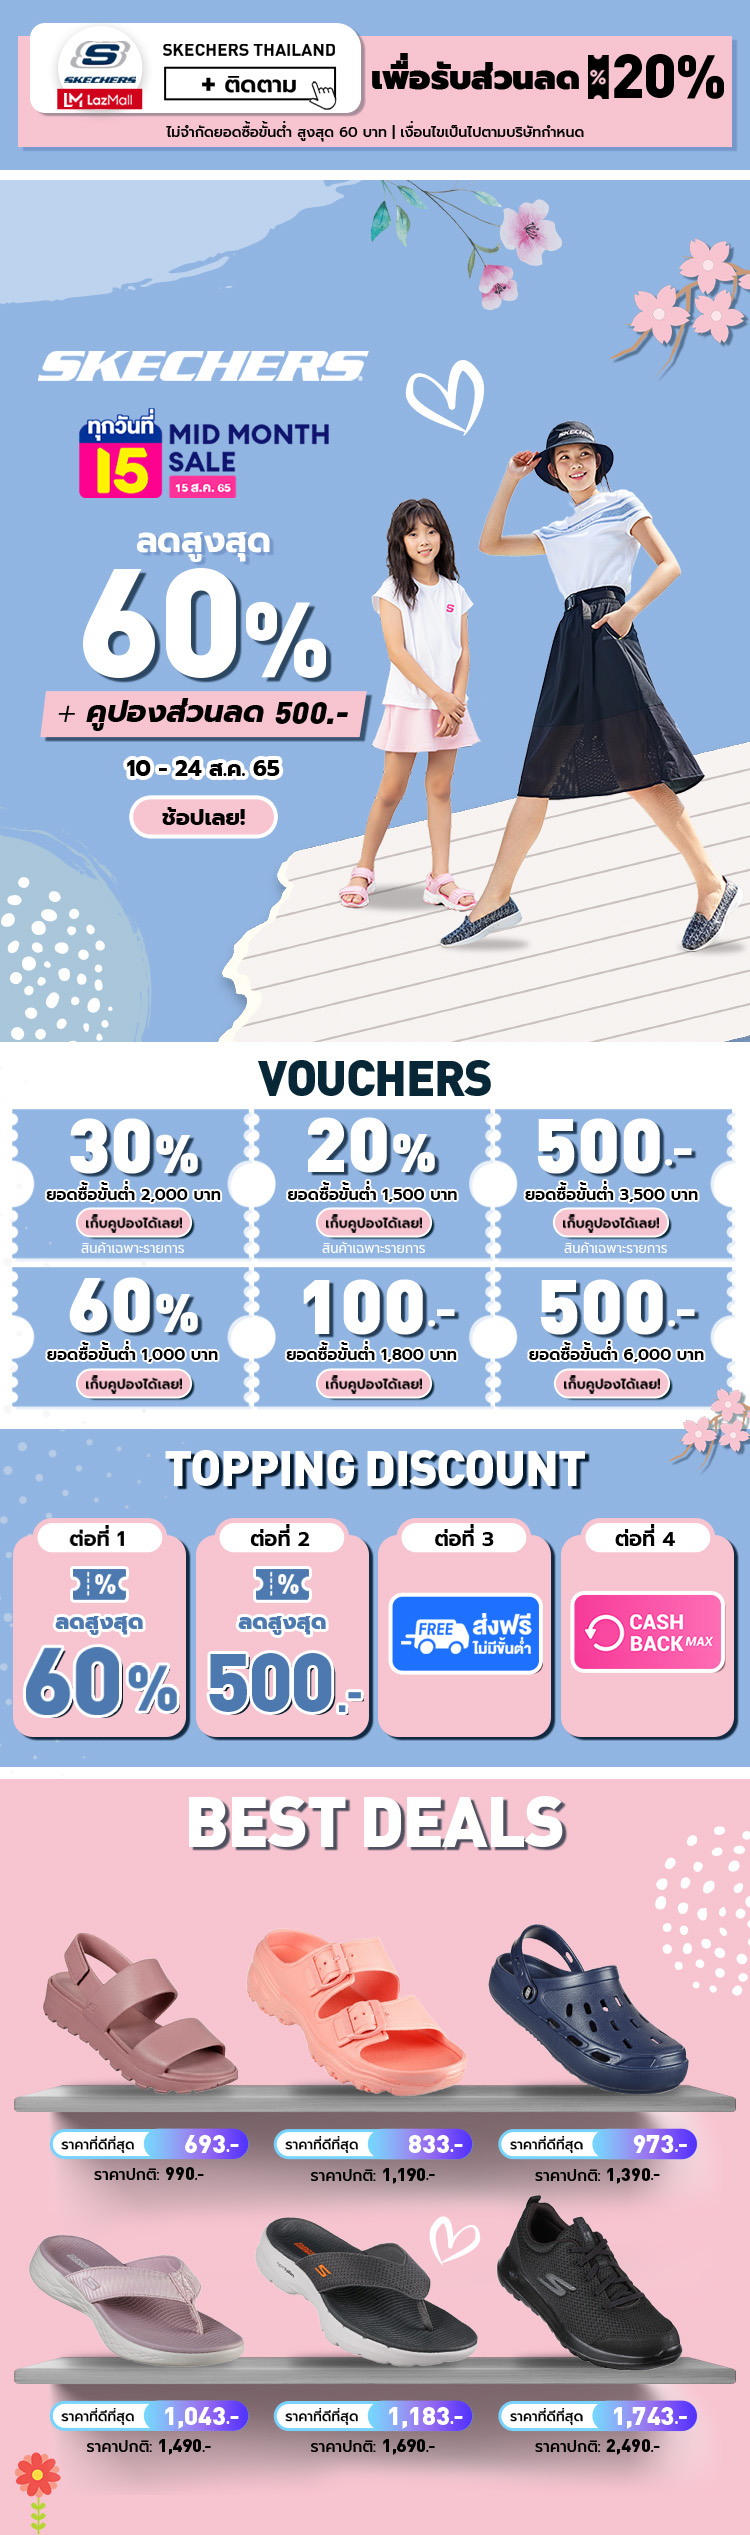 SKECHERS
LazMall
SKECHERS THAILAND
+ ติดตาม
เพื่อรับส่วนลด % 20%
ไม่จำกัดยอดซื้อขั้นต่ำ สูงสุด 60 บาท | เงื่อนไขเป็นไปตามบริษัทกำหนด
SKECHERS
ทุกวันที่
15
MID MONTH
SALE
15 ส.ค. 65
SKECHERS
S
ลดสูงสุด
60%
+ คูปองส่วนลด 500.-
10 - 24 ส.ค. 65
ช้อปเลย!
VOUCHERS
30% 20% 500.-
ยอดซื้อขั้นต่ำ 2,000 บาท ยอดซื้อขั้นต่ำ 1,500 บาท ยอดซื้อขั้นต่ำ 3,500 บาท
เก็บคูปองได้เลย! เก็บคูปองได้เลย! เก็บคูปองได้เลย!
สินค้าเฉพาะรายการ สินค้าเฉพาะรายการ สินค้าเฉพาะรายการ
60% 100.- 500.-
ยอดซื้อขั้นต่ำ 1,000 บาท ยอดซื้อขั้นต่ำ 1,800 บาท ยอดซื้อขั้นต่ำ 6,000 บาท
เก็บคูปองได้เลย! เก็บคูปองได้เลย! เก็บคูปองได้เลย!
TOPPING DISCOUNT
ต่อที่ 1
%
ลดสูงสุด
60%
ต่อที่ 2
%
ลดสูงสุด
500.-
ต่อที่ 3
FREE
ส่งฟรี
ไม่มีขั้นต่ำ
ต่อที่ 4
CASH
BACK MAX
BEST DEALS
ราคาที่ดีที่สุด 693.- ราคาที่ดีที่สุด 833.- ราคาที่ดีที่สุด 973.-
ราคาปกติ: 990.- ราคาปกติ: 1,190.- ราคาปกติ: 1,390.-
ราคาที่ดีที่สุด 1,043.- ราคาที่ดีที่สุด 1,183.- ราคาที่ดีที่สุด 1,743.-
ราคาปกติ: 1,490.- ราคาปกติ: 1,690.- ราคาปกติ: 2,490.-